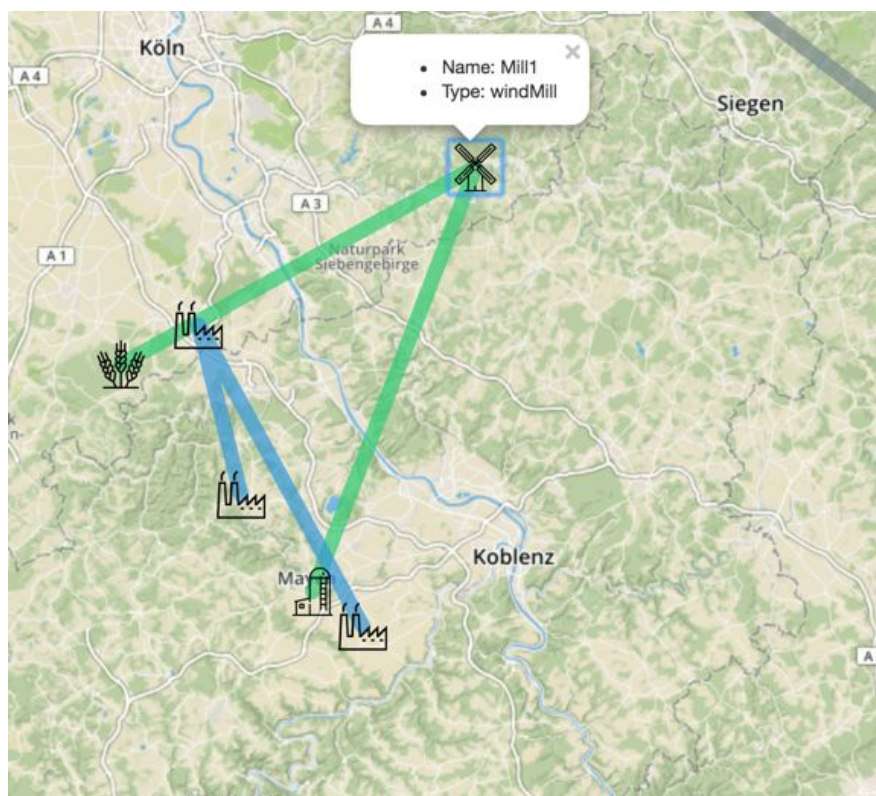 A 4
Köln
×
• Name: Mill1
• Type: windMill
A 4
Siegen
A 3
Naturpark
Siebengebirge
A 1
Koblenz
A